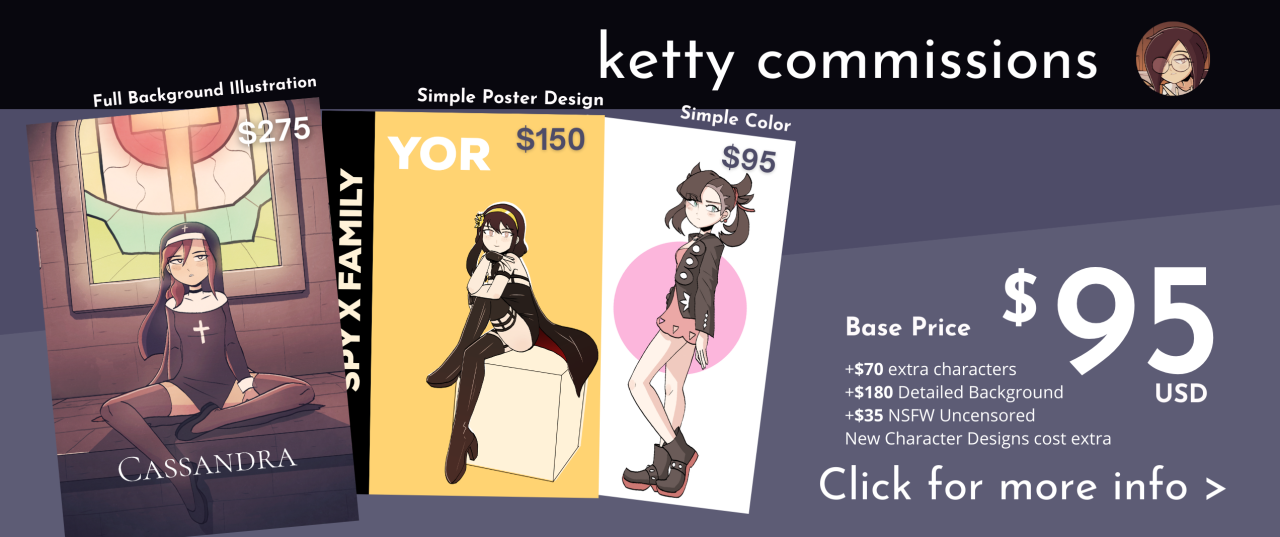 ketty commissions
Full Background Illustration
$275
CASSANDRA
Simple Poster Design
$150
YOR
SPY X FAMILY
Simple Color
$95
Base Price
$95
USD
+$70 extra characters
+$180 Detailed Background
+$35 NSFW Uncensored
New Character Designs cost extra
Click for more info >